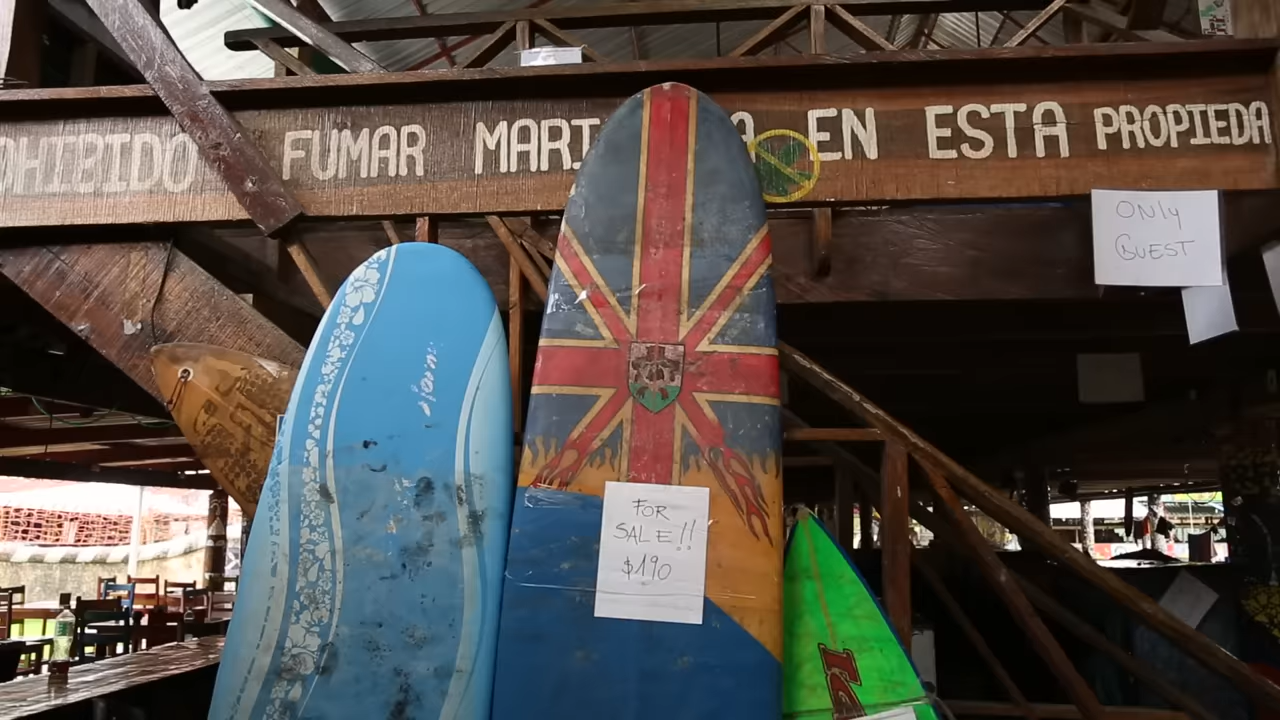 OHIBIDO FUMAR MARI A EN ESTA PROPIEDA
ONLY
GUEST
FOR
SALE!!
$190